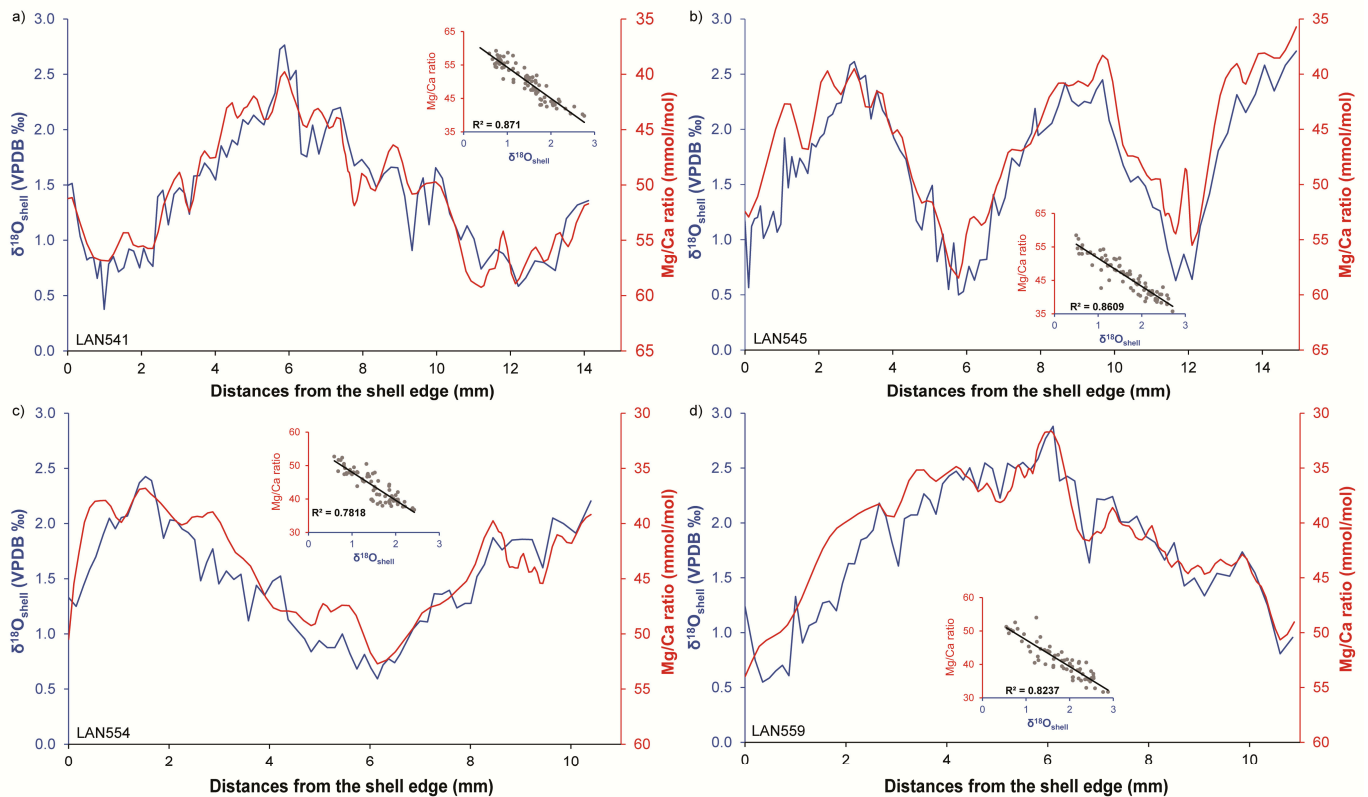 a)
δ¹⁸Oshell (VPDB ‰)
3.0
2.5
2.0
1.5
1.0
0.5
0.0
35
40
45
50
55
60
65
Mg/Ca ratio (mmol/mol)
0 2 4 6 8 10 12 14
Distances from the shell edge (mm)
LAN541
Mg/Ca ratio
65
55
45
35
R² = 0.871
0 1 2 3
δ¹⁸Oshell
b)
δ¹⁸Oshell (VPDB ‰)
3.0
2.5
2.0
1.5
1.0
0.5
0.0
35
40
45
50
55
60
65
Mg/Ca ratio (mmol/mol)
0 2 4 6 8 10 12 14
Distances from the shell edge (mm)
LAN545
Mg/Ca ratio
65
55
45
35
R² = 0.8609
0 1 2 3
δ¹⁸Oshell
c)
δ¹⁸Oshell (VPDB ‰)
3.0
2.5
2.0
1.5
1.0
0.5
0.0
30
35
40
45
50
55
60
Mg/Ca ratio (mmol/mol)
0 2 4 6 8 10
Distances from the shell edge (mm)
LAN554
Mg/Ca ratio
60
50
40
30
R² = 0.7818
0 1 2 3
δ¹⁸Oshell
d)
δ¹⁸Oshell (VPDB ‰)
3.0
2.5
2.0
1.5
1.0
0.5
0.0
30
35
40
45
50
55
60
Mg/Ca ratio (mmol/mol)
0 2 4 6 8 10
Distances from the shell edge (mm)
LAN559
Mg/Ca ratio
60
50
40
30
R² = 0.8237
0 1 2 3
δ¹⁸Oshell